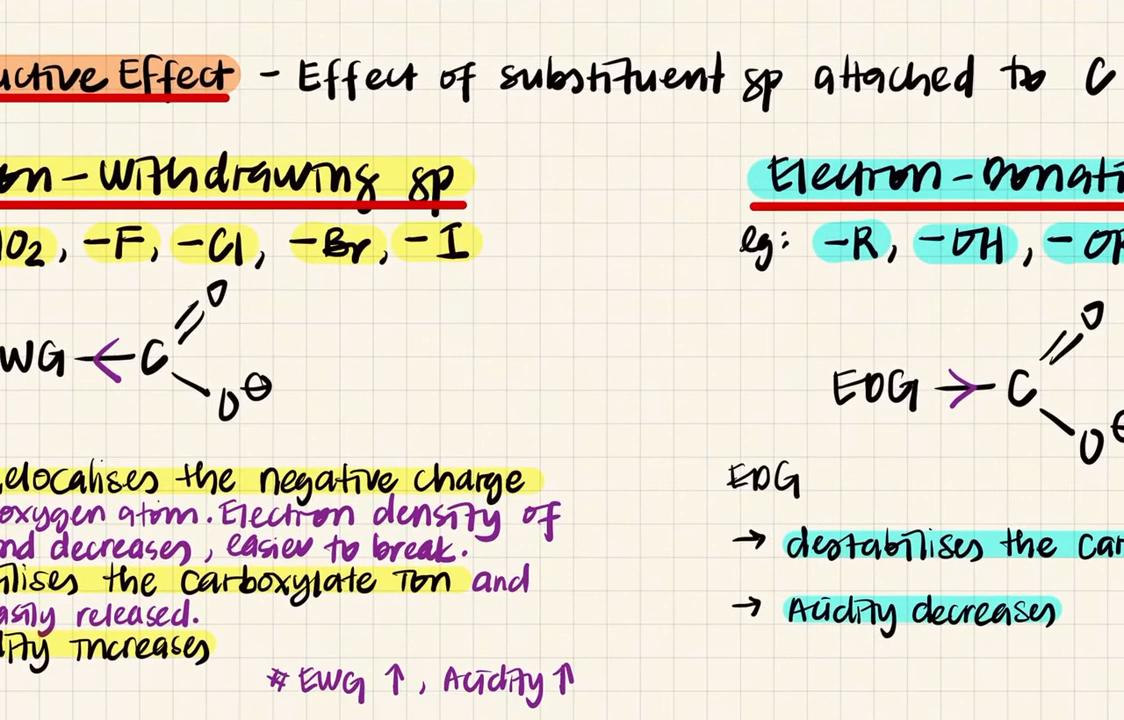 uctive Effect - Effect of substituent gp attached to C
on-withdrawing gp
O2, -F, -Cl, -Br, -I
WG C O O⊖
elocalises the negative charge
oxygen atom. Electron density of
nd decreases, easier to break.
ilises the carboxylate ion and
asily released.
ity increases
* EWG ↑, Acidity ↑
Electron-Donati
eg: -R, -OH, -OR
EDG C O O⊖
EDG
→ destabilises the car
→ Acidity decreases